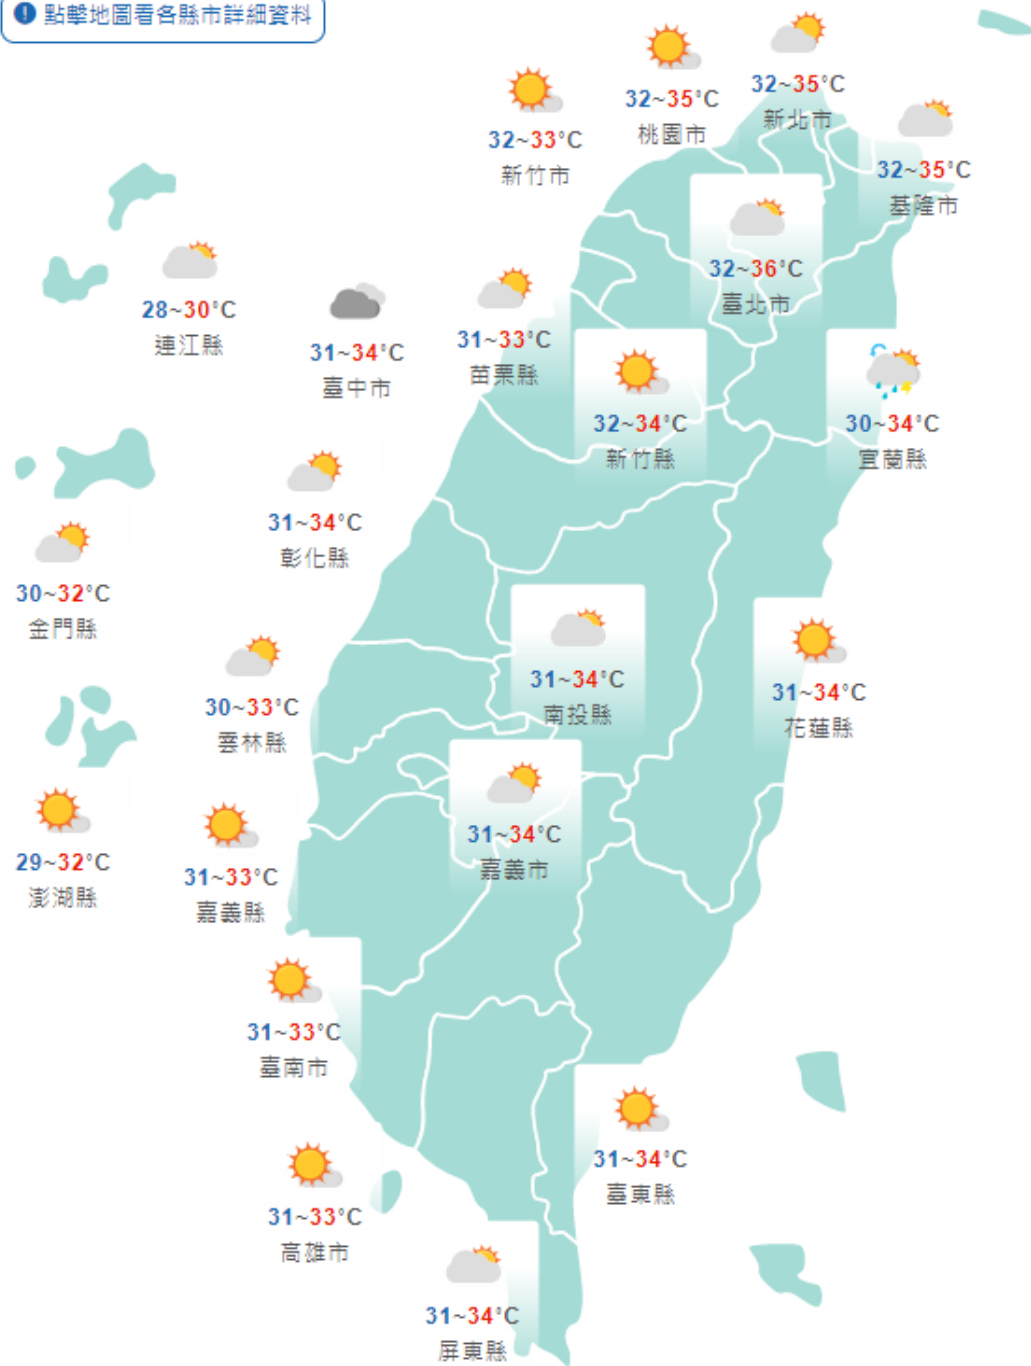 點擊地圖看各縣市詳細資料
32~35°C
新北市
32~35°C
桃園市
32~33°C
新竹市
32~35°C
基隆市
32~36°C
臺北市
28~30°C
連江縣
31~34°C
臺中市
31~33°C
苗栗縣
32~34°C
新竹縣
30~34°C
宜蘭縣
31~34°C
彰化縣
30~32°C
金門縣
31~34°C
南投縣
31~34°C
花蓮縣
30~33°C
雲林縣
31~34°C
嘉義市
29~32°C
澎湖縣
31~33°C
嘉義縣
31~33°C
臺南市
31~34°C
臺東縣
31~33°C
高雄市
31~34°C
屏東縣